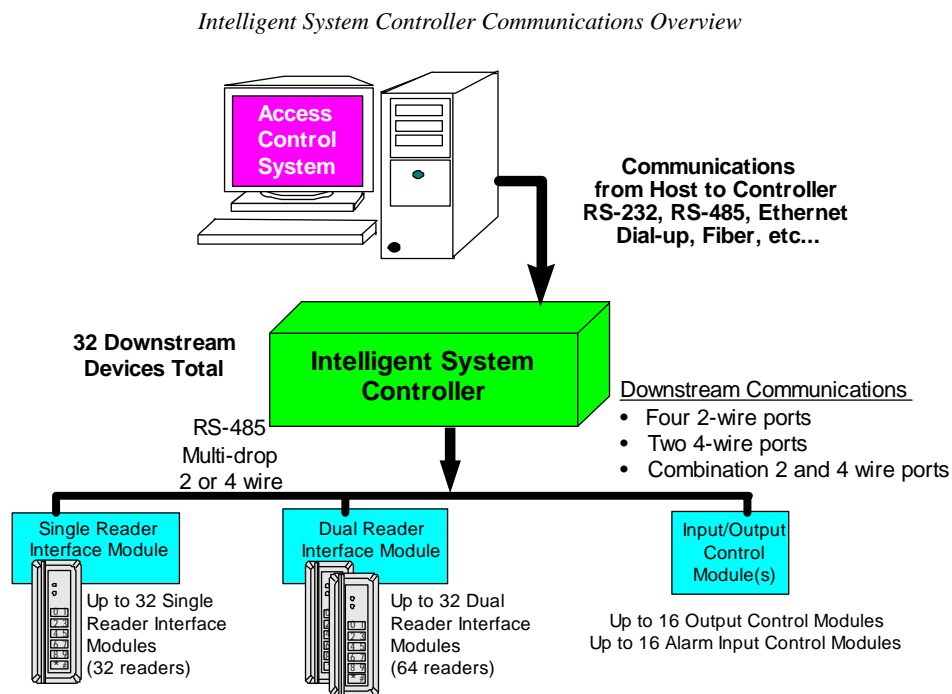 Intelligent System Controller Communications Overview
Access
Control
System
Communications
from Host to Controller
RS-232, RS-485, Ethernet
Dial-up, Fiber, etc...
32 Downstream
Devices Total
Intelligent System
Controller
Downstream Communications
• Four 2-wire ports
• Two 4-wire ports
• Combination 2 and 4 wire ports
RS-485
Multi-drop
2 or 4 wire
Single Reader
Interface Module
Up to 32 Single
Reader Interface
Modules
(32 readers)
Dual Reader
Interface Module
Up to 32 Dual
Reader Interface
Modules
(64 readers)
Input/Output
Control
Module(s)
Up to 16 Output Control Modules
Up to 16 Alarm Input Control Modules